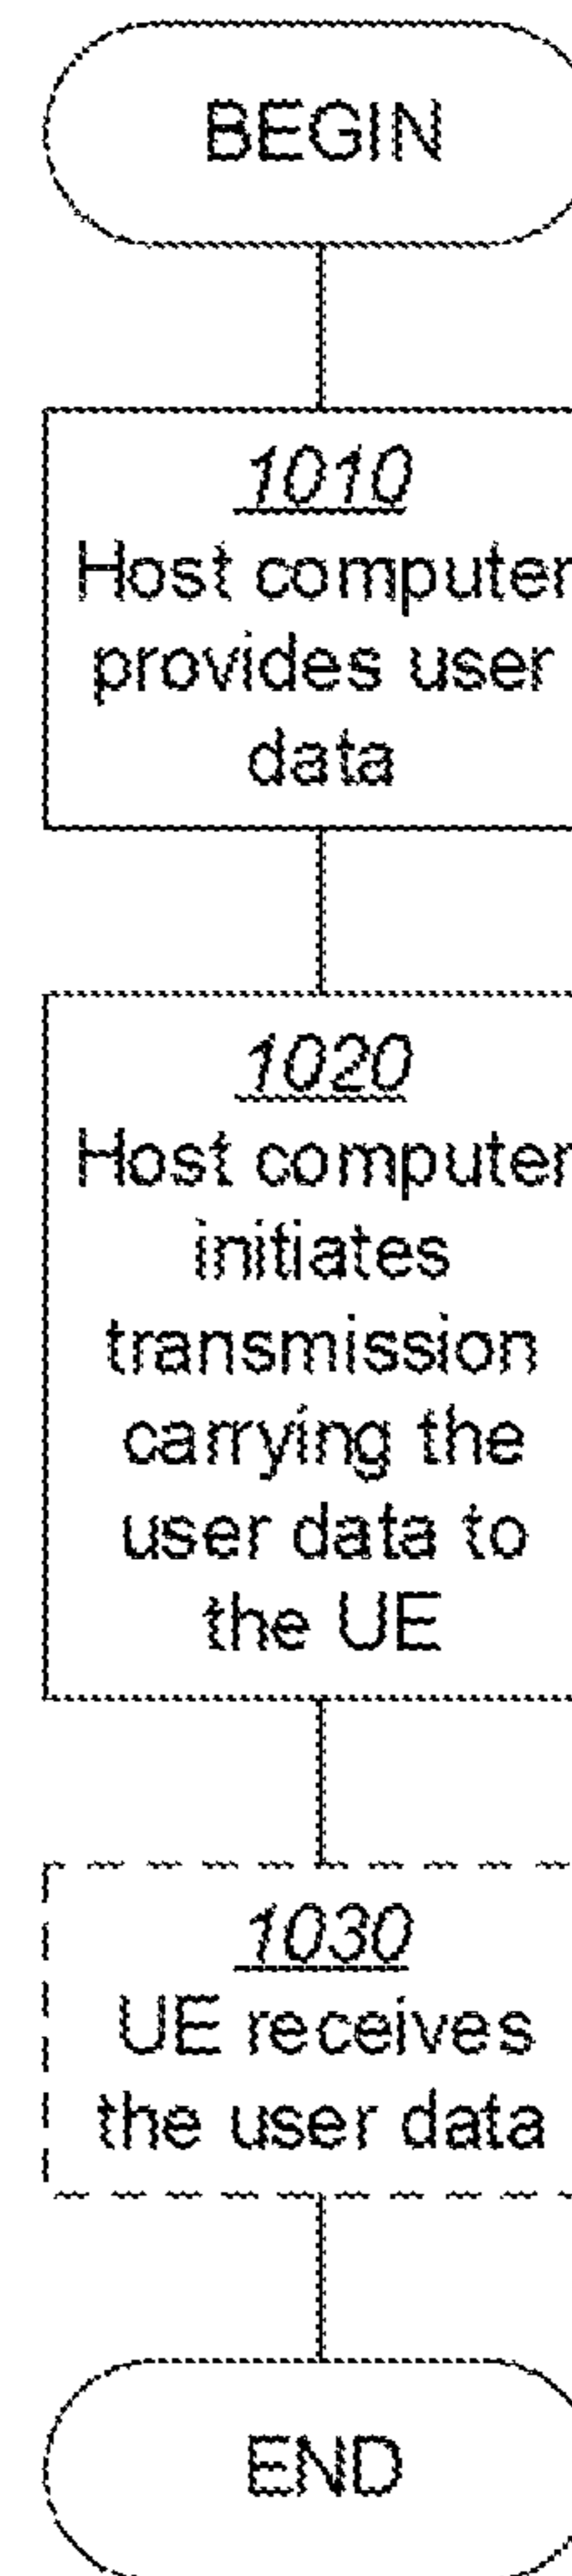 BEGIN
1010
Host computer
provides user
data
1020
Host computer
initiates
transmission
carrying the
user data to
the UE
1030
UE receives
the user data
END